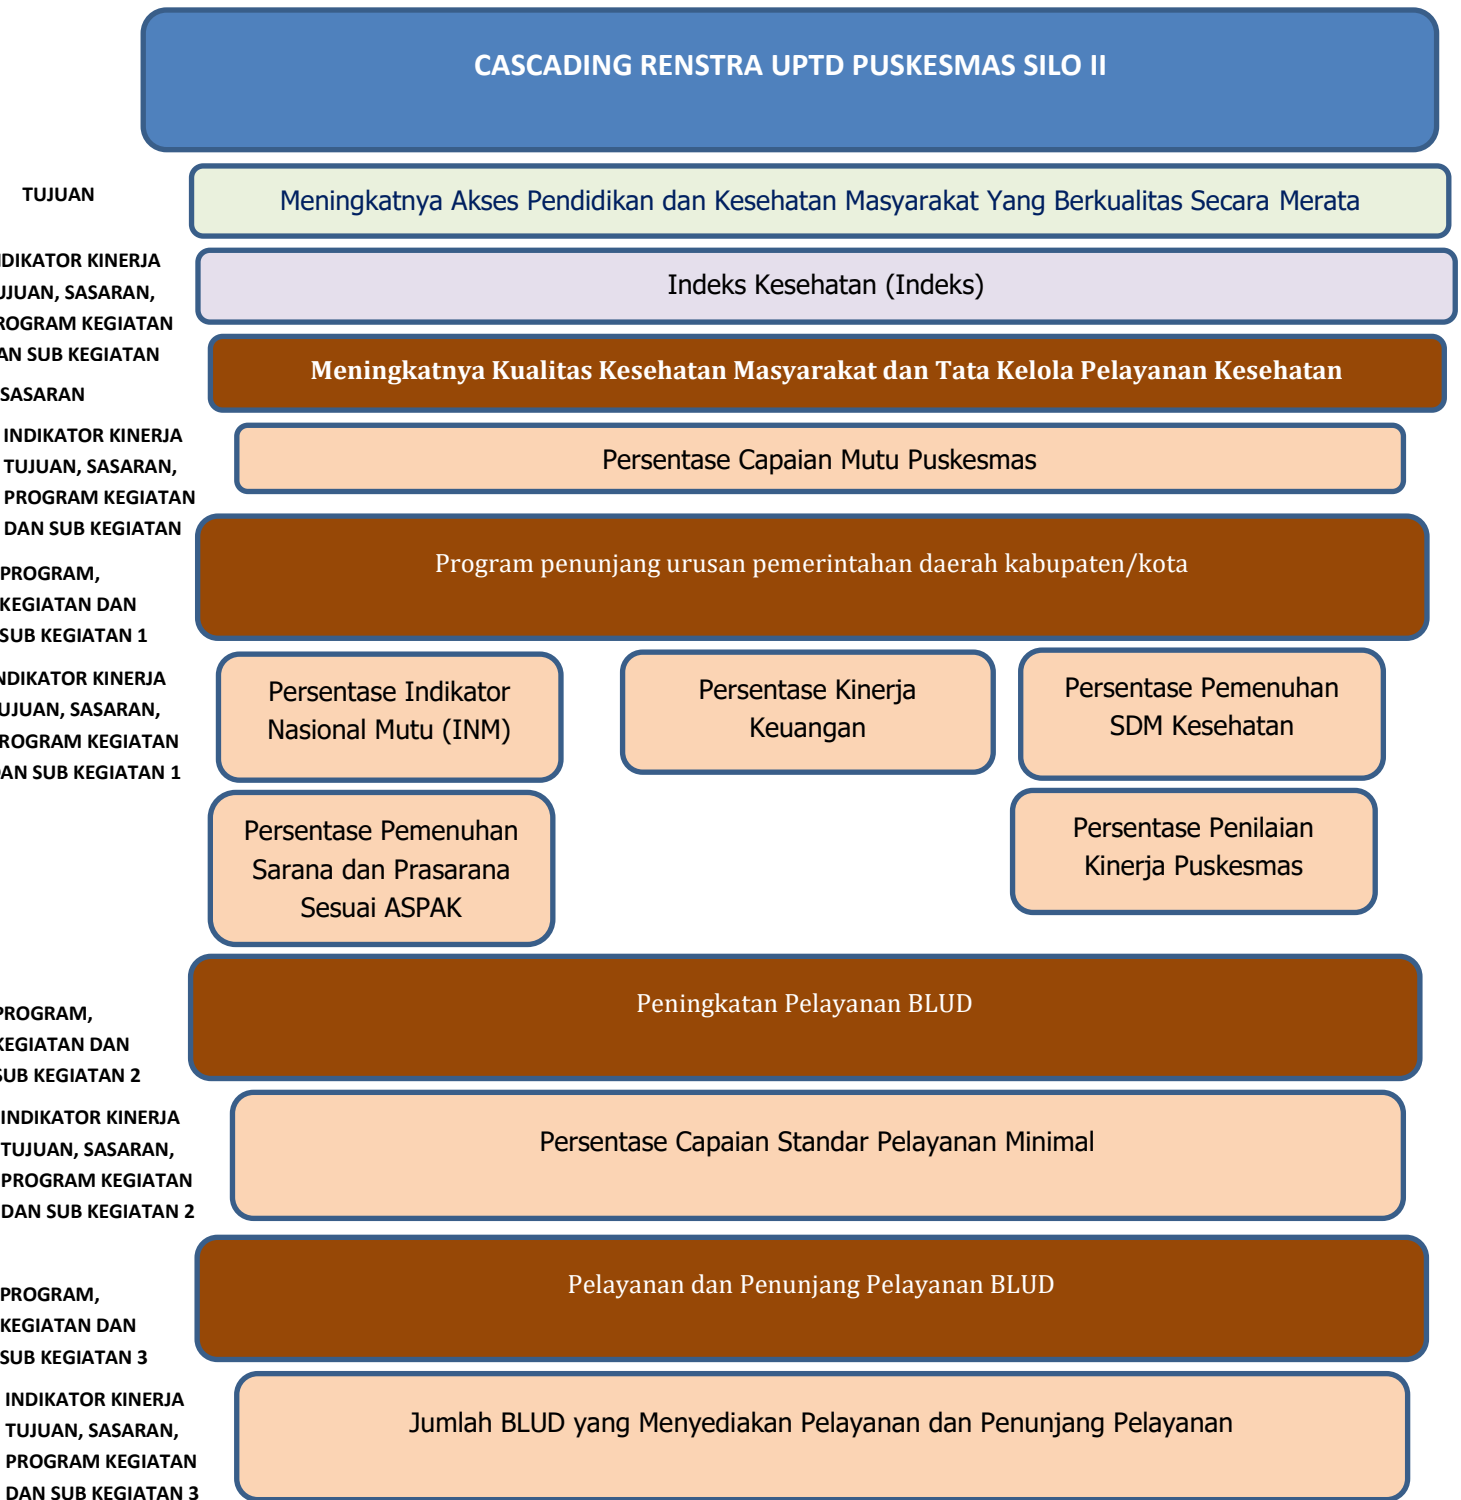 CASCADING RENSTRA UPTD PUSKESMAS SILO II
TUJUAN
Meningkatnya Akses Pendidikan dan Kesehatan Masyarakat Yang Berkualitas Secara Merata
NDIKATOR KINERJA
UJUAN, SASARAN,
ROGRAM KEGIATAN
AN SUB KEGIATAN
Indeks Kesehatan (Indeks)
SASARAN
Meningkatnya Kualitas Kesehatan Masyarakat dan Tata Kelola Pelayanan Kesehatan
INDIKATOR KINERJA
TUJUAN, SASARAN,
PROGRAM KEGIATAN
DAN SUB KEGIATAN
Persentase Capaian Mutu Puskesmas
PROGRAM,
KEGIATAN DAN
SUB KEGIATAN 1
Program penunjang urusan pemerintahan daerah kabupaten/kota
NDIKATOR KINERJA
UJUAN, SASARAN,
ROGRAM KEGIATAN
DAN SUB KEGIATAN 1
Persentase Indikator
Nasional Mutu (INM)
Persentase Kinerja
Keuangan
Persentase Pemenuhan
SDM Kesehatan
Persentase Pemenuhan
Sarana dan Prasarana
Sesuai ASPAK
Persentase Penilaian
Kinerja Puskesmas
PROGRAM,
KEGIATAN DAN
SUB KEGIATAN 2
Peningkatan Pelayanan BLUD
INDIKATOR KINERJA
TUJUAN, SASARAN,
PROGRAM KEGIATAN
DAN SUB KEGIATAN 2
Persentase Capaian Standar Pelayanan Minimal
PROGRAM,
KEGIATAN DAN
SUB KEGIATAN 3
Pelayanan dan Penunjang Pelayanan BLUD
INDIKATOR KINERJA
TUJUAN, SASARAN,
PROGRAM KEGIATAN
DAN SUB KEGIATAN 3
Jumlah BLUD yang Menyediakan Pelayanan dan Penunjang Pelayanan